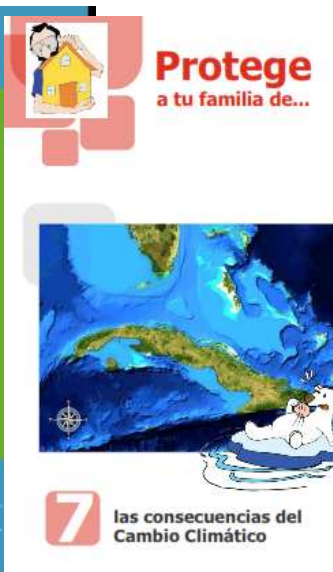 Protege
a tu familia de...
7
las consecuencias del
Cambio Climático